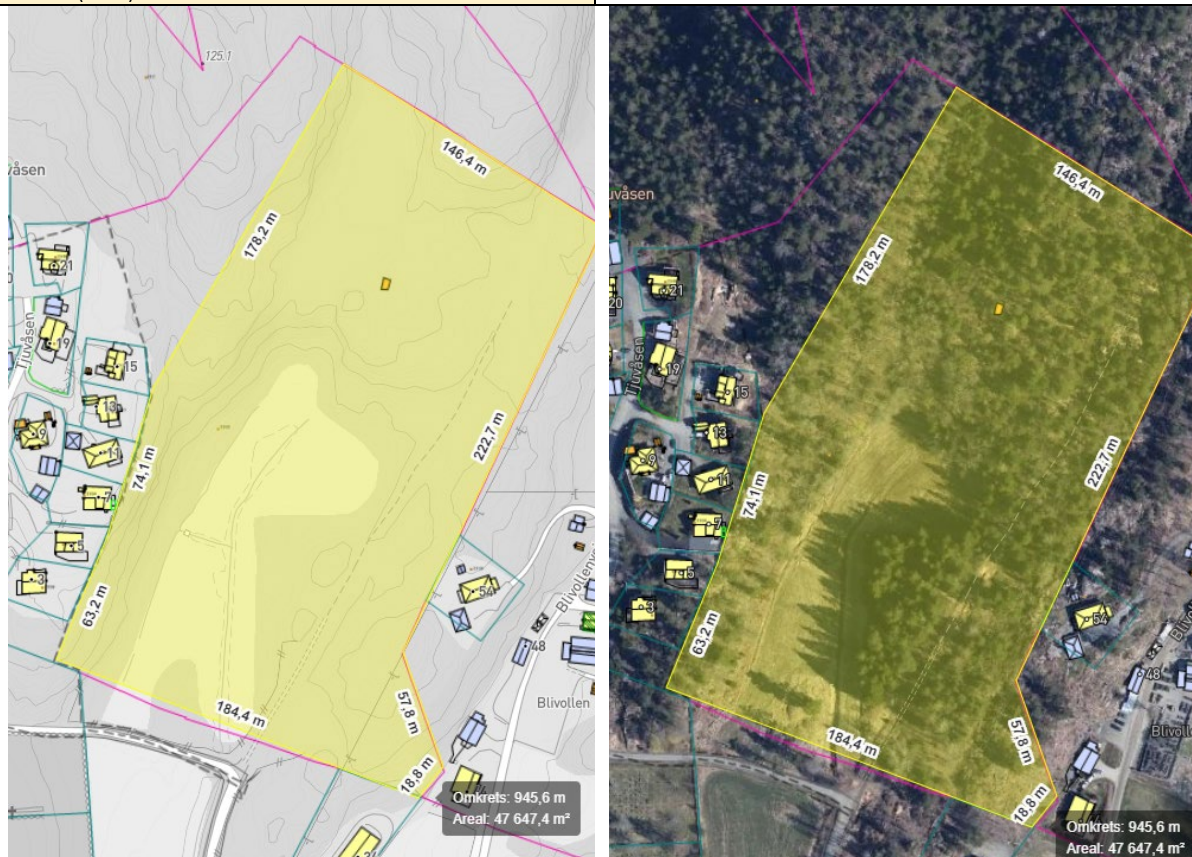 125.1
146,4 m
178,2 m
222,7 m
74,1 m
63,2 m
184,4 m
57,8 m
18,8 m
våsen
Tjuvåsen
21
19
15
13
9
11
7
5
3
54
48
Blivollen
Omkrets: 945,6 m
Areal: 47 647,4 m²
146,4 m
178,2 m
222,7 m
74,1 m
63,2 m
184,4 m
57,8 m
18,8 m
uvåsen
Tjuvåsen
20
21
19
15
13
9
11
7
5
3
54
48
Omkrets: 945,6 m
Areal: 47 647,4 m²